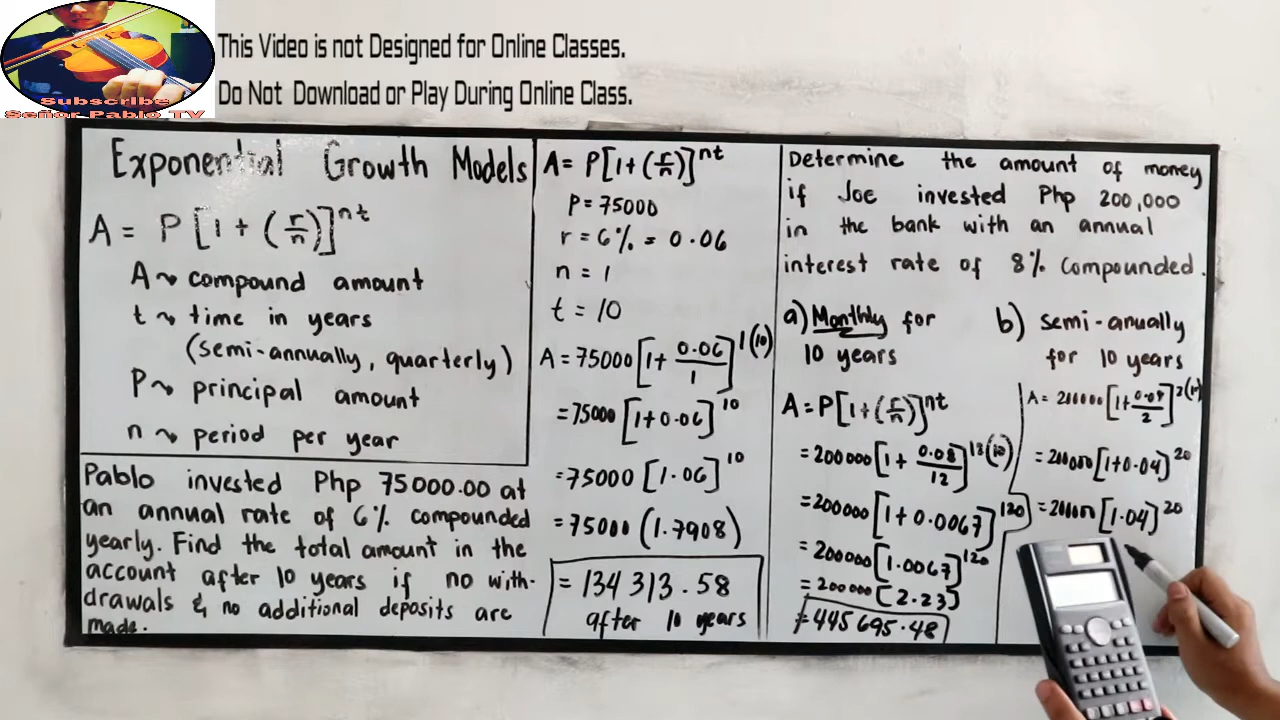 This Video is not Designed for Online Classes.
Do Not Download or Play During Online Class.
Subscribe
Señor Pablo TV
Exponential Growth Models
A = P[1+(r/n)]^nt
A ~ compound amount
t ~ time in years
(semi-annually, quarterly)
P ~ principal amount
n ~ period per year
Pablo invested Php 75000.00 at
an annual rate of 6% compounded
yearly. Find the total amount in the
account after 10 years if no with-
drawals & no additional deposits are
made.
A = P[1+(r/n)]^nt
P = 75000
r = 6% = 0.06
n = 1
t = 10
A = 75000[1+0.06/1]^1(10)
= 75000[1+0.06]^10
= 75000[1.06]^10
= 75000(1.7908)
= 134 313.58
after 10 years
Determine the amount of money
if Joe invested Php 200,000
in the bank with an annual
interest rate of 8% compounded.
a) Monthly for
10 years
A = P[1+(r/n)]^nt
= 200000[1+0.08/12]^12(10)
= 200000[1+0.0067]^120
= 200000[1.0067]^120
= 200000(2.23)
= 445 695.48
b) semi-anually
for 10 years
A = 200000[1+0.08/2]^2(10)
= 200000[1+0.04]^20
= 200000[1.04]^20